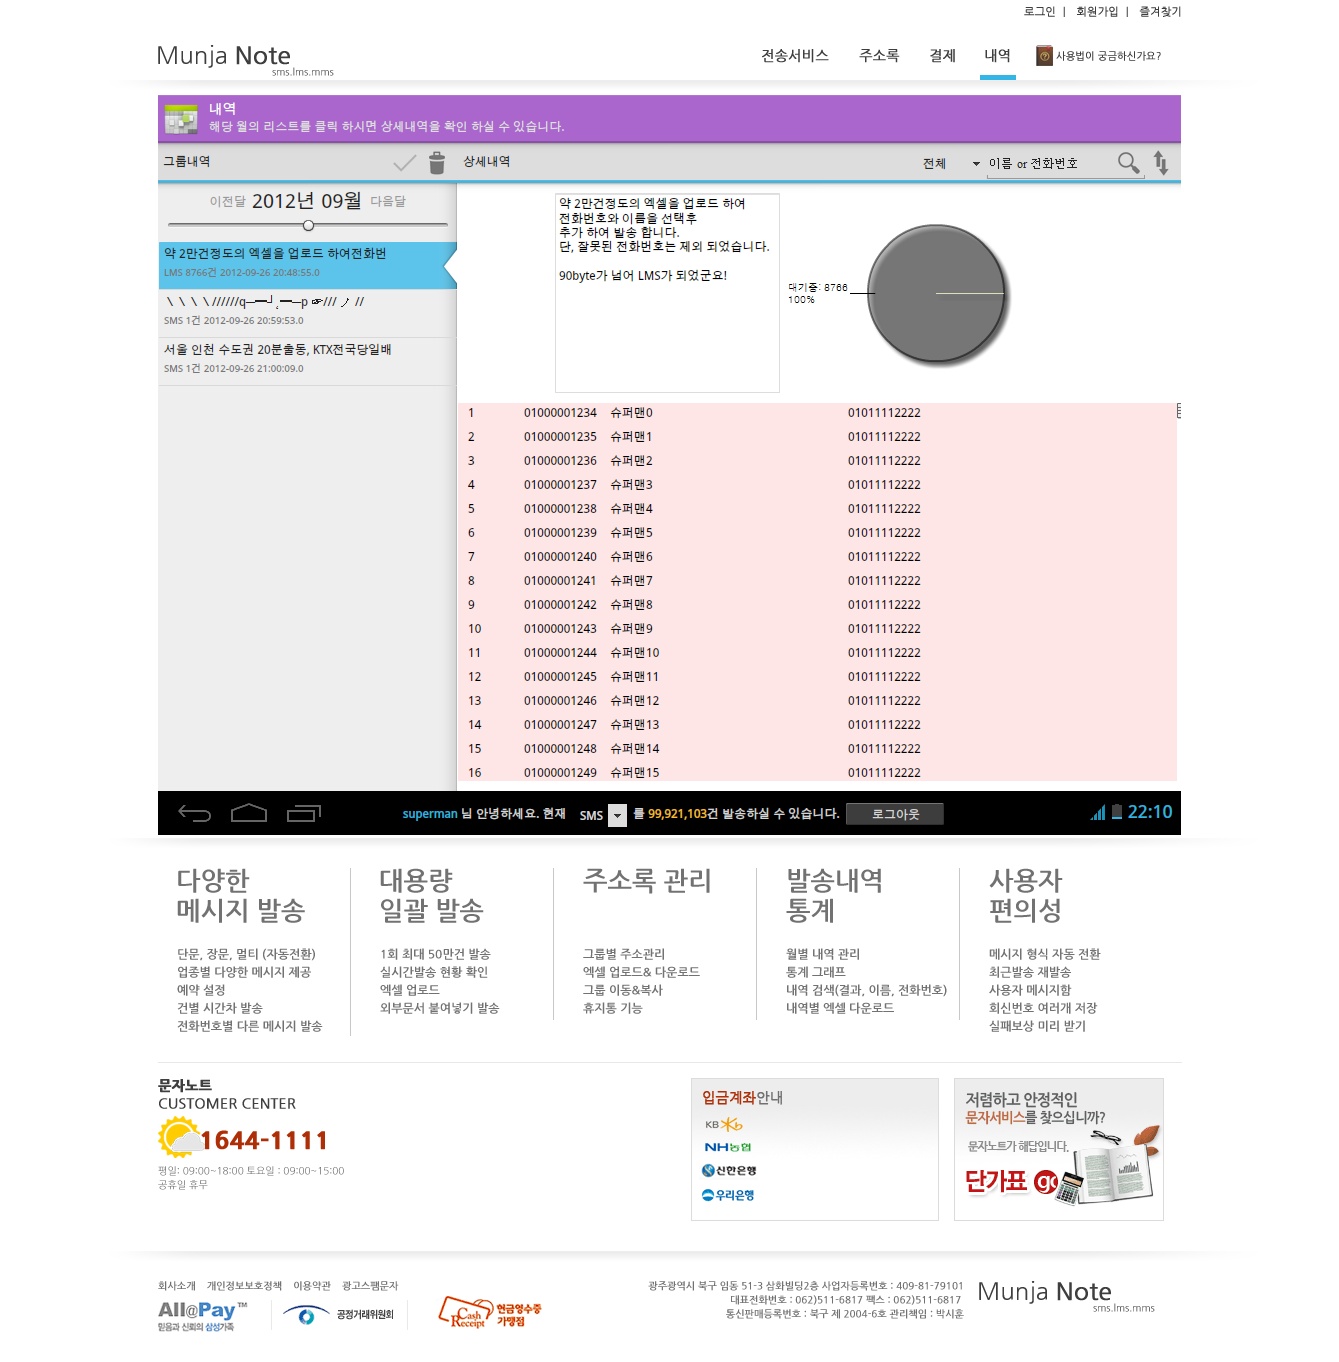 로그인 | 회원가입 | 즐겨찾기
Munja Note
sms.lms.mms
전송서비스 주소록 결제 내역 사용법이 궁금하신가요?
내역
해당 월의 리스트를 클릭 하시면 상세내역을 확인 하실 수 있습니다.
그룹내역
상세내역
전체
이름 or 전화번호
이전달 2012년 09월 다음달
약 2만건정도의 엑셀을 업로드 하여전화번
LMS 8766건 2012-09-26 20:48:55.0
SMS 1건 2012-09-26 20:59:53.0
서울 인천 수도권 20분출동, KTX전국당일배
SMS 1건 2012-09-26 21:00:09.0
약 2만건정도의 엑셀을 업로드 하여
전화번호와 이름을 선택후
추가 하여 발송 합니다.
단, 잘못된 전화번호는 제외 되었습니다.
90byte가 넘어 LMS가 되었군요!
대기중: 8766
100%
1 01000001234 슈퍼맨0 01011112222
2 01000001235 슈퍼맨1 01011112222
3 01000001236 슈퍼맨2 01011112222
4 01000001237 슈퍼맨3 01011112222
5 01000001238 슈퍼맨4 01011112222
6 01000001239 슈퍼맨5 01011112222
7 01000001240 슈퍼맨6 01011112222
8 01000001241 슈퍼맨7 01011112222
9 01000001242 슈퍼맨8 01011112222
10 01000001243 슈퍼맨9 01011112222
11 01000001244 슈퍼맨10 01011112222
12 01000001245 슈퍼맨11 01011112222
13 01000001246 슈퍼맨12 01011112222
14 01000001247 슈퍼맨13 01011112222
15 01000001248 슈퍼맨14 01011112222
16 01000001249 슈퍼맨15 01011112222
superman 님 안녕하세요. 현재 SMS 를 99,921,103건 발송하실 수 있습니다. 로그아웃
22:10
다양한
메시지 발송
단문, 장문, 멀티 (자동전환)
업종별 다양한 메시지 제공
예약 설정
건별 시간차 발송
전화번호별 다른 메시지 발송
대용량
일괄 발송
1회 최대 50만건 발송
실시간발송 현황 확인
엑셀 업로드
외부문서 붙여넣기 발송
주소록 관리
그룹별 주소관리
엑셀 업로드& 다운로드
그룹 이동&복사
휴지통 기능
발송내역
통계
월별 내역 관리
통계 그래프
내역 검색(결과, 이름, 전화번호)
내역별 엑셀 다운로드
사용자
편의성
메시지 형식 자동 전환
최근발송 재발송
사용자 메시지함
회신번호 여러개 저장
실패보상 미리 받기
문자노트
CUSTOMER CENTER
1644-1111
평일: 09:00~18:00 토요일 : 09:00~15:00
공휴일 휴무
입금계좌안내
KB
NH농협
신한은행
우리은행
저렴하고 안정적인
문자서비스를 찾으십니까?
문자노트가 해답입니다.
단가표 go
회사소개 개인정보보호정책 이용약관 광고스팸문자
All@Pay™
믿음과 신뢰의 삼성가족
공정거래위원회
Cash Receipt
현금영수증
가맹점
광주광역시 북구 임동 51-3 삼화빌딩2층 사업자등록번호 : 409-81-79101
대표전화번호 : 062)511-6817 팩스 : 062)511-6817
통신판매등록번호 : 북구 제 2004-6호 관리책임 : 박시훈
Munja Note
sms.lms.mms